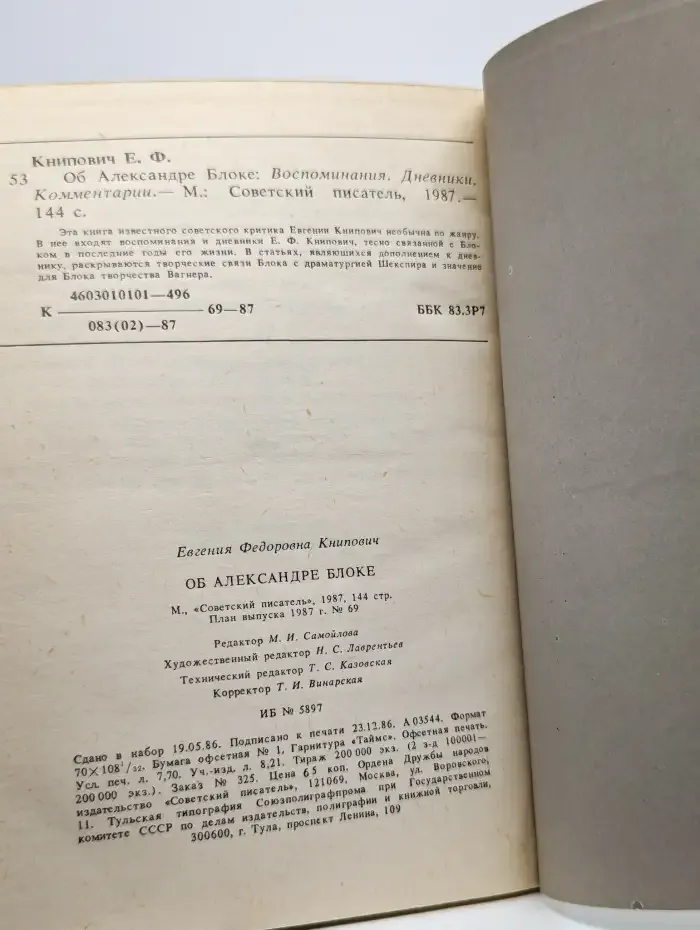 Книпович Е. Ф.
53 Об Александре Блоке: Воспоминания. Дневники.
Комментарии.— М.: Советский писатель, 1987.—
144 с.
Эта книга известного советского критика Евгении Книпович необычна по жанру.
В нее входят воспоминания и дневники Е. Ф. Книпович, тесно связанной с Бло-
ком в последние годы его жизни. В статьях, являющихся дополнением к днев-
нику, раскрываются творческие связи Блока с драматургией Шекспира и значение
для Блока творчества Вагнера.
4603010101—496
К 69—87 ББК 83.3Р7
083(02)—87
Евгения Федоровна Книпович
ОБ АЛЕКСАНДРЕ БЛОКЕ
М., «Советский писатель», 1987, 144 стр.
План выпуска 1987 г. № 69
Редактор М. И. Самойлова
Художественный редактор Н. С. Лаврентьев
Технический редактор Т. С. Казовская
Корректор Т. И. Винарская
ИБ № 5897
Сдано в набор 19.05.86. Подписано к печати 23.12.86. А 03544. Формат
70×108¹/₃₂. Бумага офсетная № 1, Гарнитура «Таймс». Офсетная печать.
Усл. печ. л. 7,70. Уч.-изд. л. 8,21. Тираж 200 000 экз. (2 з-д 100001—
200 000 экз.). Заказ № 325. Цена 65 коп. Ордена Дружбы народов
издательство «Советский писатель», 121069, Москва, ул. Воровского,
11. Тульская типография Союзполиграфпрома при Государственном
комитете СССР по делам издательств, полиграфии и книжной торговли,
300600, г. Тула, проспект Ленина, 109